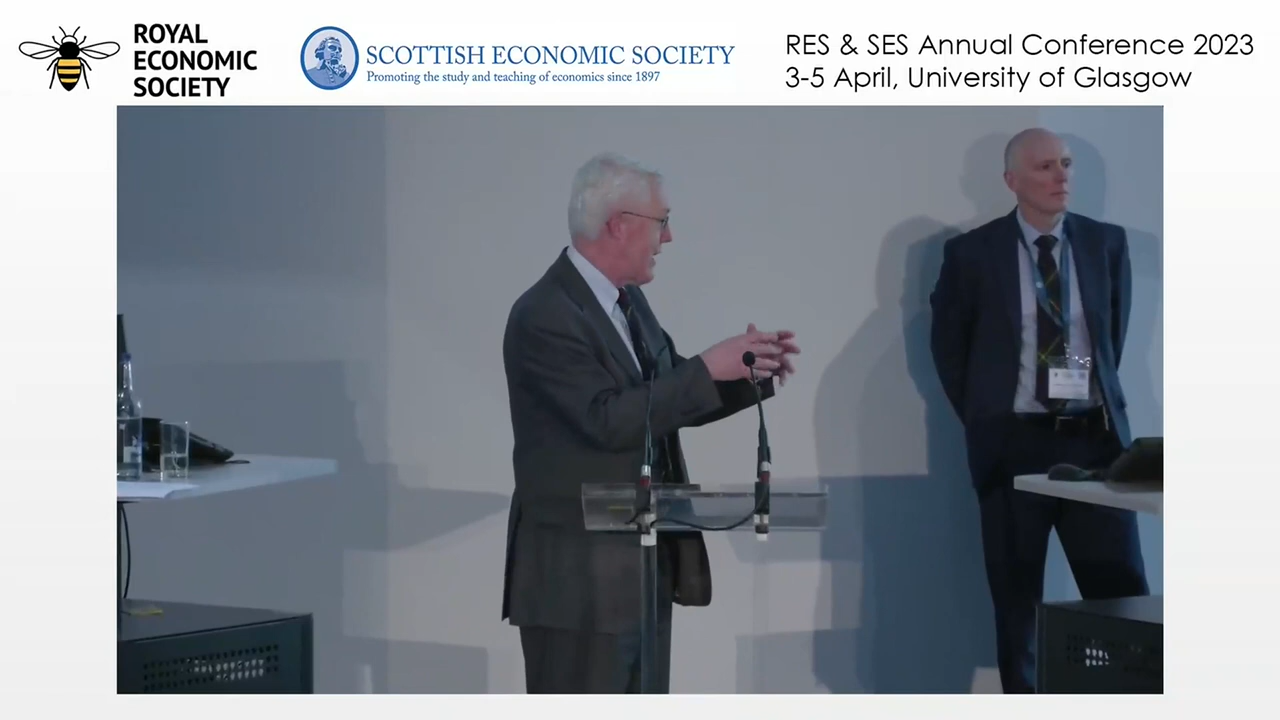 ROYAL
ECONOMIC
SOCIETY
SCOTTISH ECONOMIC SOCIETY
Promoting the study and teaching of economics since 1897
RES & SES Annual Conference 2023
3-5 April, University of Glasgow